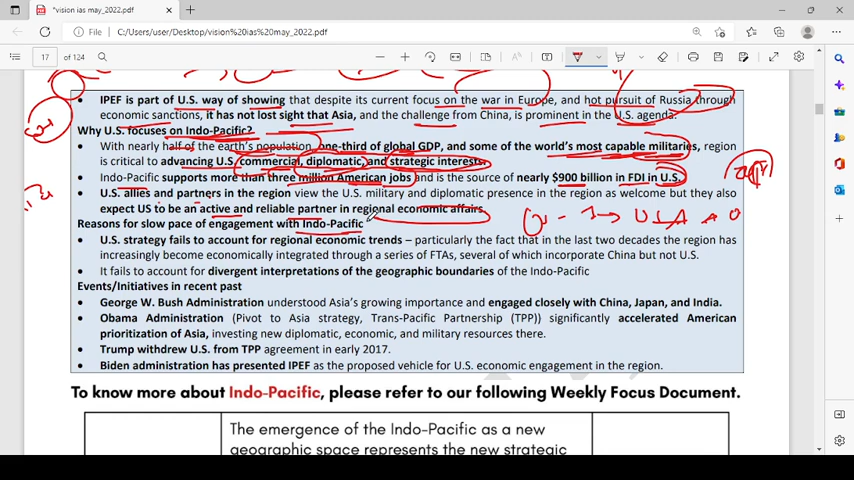 *vision ias may_2022.pdf
File | C:/Users/user/Desktop/vision%20ias%20may_2022.pdf
17 of 124
• IPEF is part of U.S. way of showing that despite its current focus on the war in Europe, and hot pursuit of Russia through
economic sanctions, it has not lost sight that Asia, and the challenge from China, is prominent in the U.S. agenda.
Why U.S. focuses on Indo-Pacific?
• With nearly half of the earth's population, one-third of global GDP, and some of the world's most capable militaries, region
is critical to advancing U.S. commercial, diplomatic, and strategic interests.
• Indo-Pacific supports more than three million American jobs and is the source of nearly $900 billion in FDI in U.S.
• U.S. allies and partners in the region view the U.S. military and diplomatic presence in the region as welcome but they also
expect US to be an active and reliable partner in regional economic affairs.
Reasons for slow pace of engagement with Indo-Pacific
• U.S. strategy fails to account for regional economic trends – particularly the fact that in the last two decades the region has
increasingly become economically integrated through a series of FTAs, several of which incorporate China but not U.S.
• It fails to account for divergent interpretations of the geographic boundaries of the Indo-Pacific
Events/Initiatives in recent past
• George W. Bush Administration understood Asia's growing importance and engaged closely with China, Japan, and India.
• Obama Administration (Pivot to Asia strategy, Trans-Pacific Partnership (TPP)) significantly accelerated American
prioritization of Asia, investing new diplomatic, economic, and military resources there.
• Trump withdrew U.S. from TPP agreement in early 2017.
• Biden administration has presented IPEF as the proposed vehicle for U.S. economic engagement in the region.
To know more about Indo-Pacific, please refer to our following Weekly Focus Document.
The emergence of the Indo-Pacific as a new
geographic space represents the new strategic